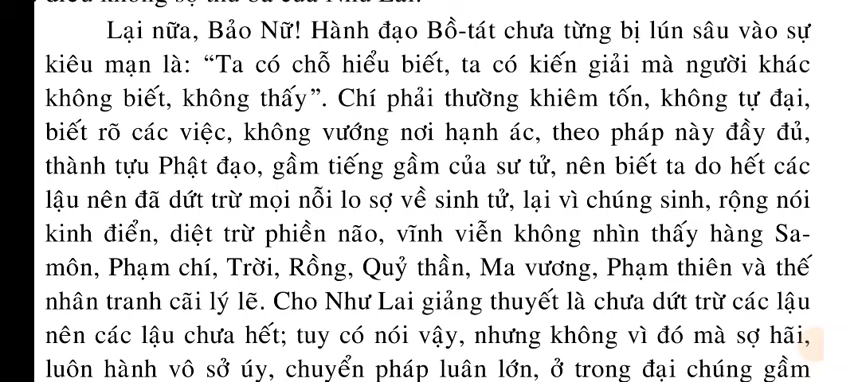 Lại nữa, Bảo Nữ! Hành đạo Bồ-tát chưa từng bị lún sâu vào sự
kiêu mạn là: “Ta có chỗ hiểu biết, ta có kiến giải mà người khác
không biết, không thấy”. Chí phải thường khiêm tốn, không tự đại,
biết rõ các việc, không vướng nơi hạnh ác, theo pháp này đầy đủ,
thành tựu Phật đạo, gầm tiếng gầm của sư tử, nên biết ta do hết các
lậu nên đã dứt trừ mọi nỗi lo sợ về sinh tử, lại vì chúng sinh, rộng nói
kinh điển, diệt trừ phiền não, vĩnh viễn không nhìn thấy hàng Sa-
môn, Phạm chí, Trời, Rồng, Quỷ thần, Ma vương, Phạm thiên và thế
nhân tranh cãi lý lẽ. Cho Như Lai giảng thuyết là chưa dứt trừ các lậu
nên các lậu chưa hết; tuy có nói vậy, nhưng không vì đó mà sợ hãi,
luôn hành vô sở úy, chuyển pháp luân lớn, ở trong đại chúng gầm